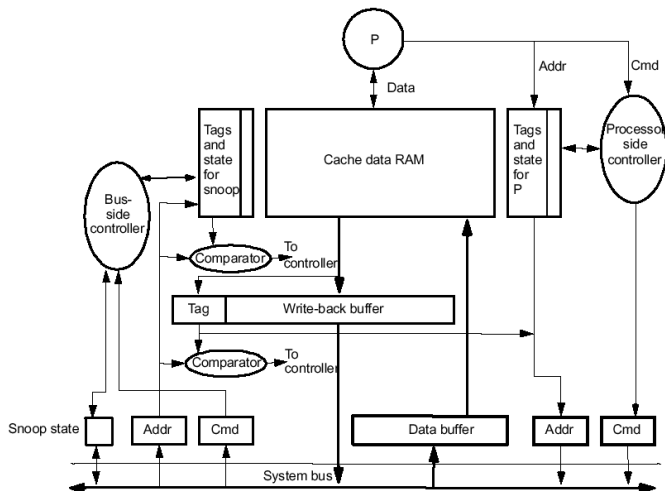 P
Addr
Cmd
Data
Tags
and
state
for
snoop
Cache data RAM
Tags
and
state
for
P
Processor
side
controller
Bus-
side
controller
Comparator
To
controller
Tag
Write-back buffer
Comparator
To
controller
Snoop state
Addr
Cmd
Data buffer
Addr
Cmd
System bus